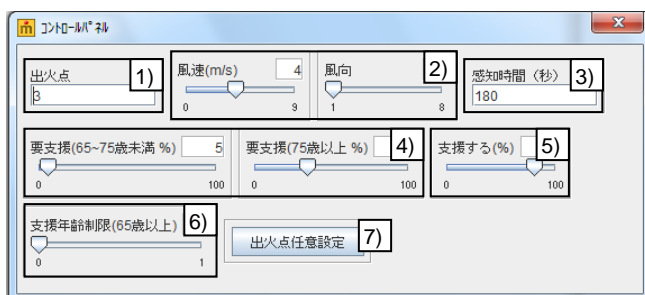 コントロールパネル
出火点 1)
3
風速(m/s) 4
0 9
風向 2)
1 8
感知時間（秒） 3)
180
要支援(65~75歳未満 %) 5
0 100
要支援(75歳以上 %) 4)
0 100
支援する(%) 5)
0 100
支援年齢制限(65歳以上) 6)
0 1
出火点任意設定 7)